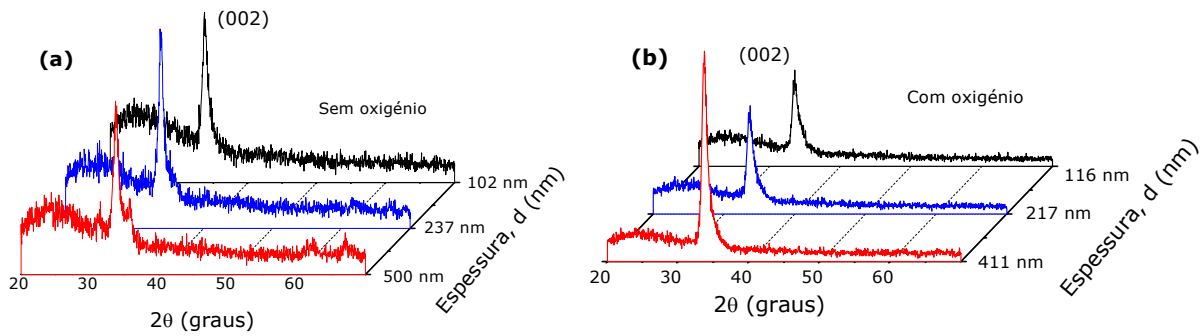 (a)
(002)
Sem oxigénio
102 nm
237 nm
500 nm
Espessura, d (nm)
20 30 40 50 60
2θ (graus)
(b)
(002)
Com oxigénio
116 nm
217 nm
411 nm
Espessura, d (nm)
20 30 40 50 60
2θ (graus)